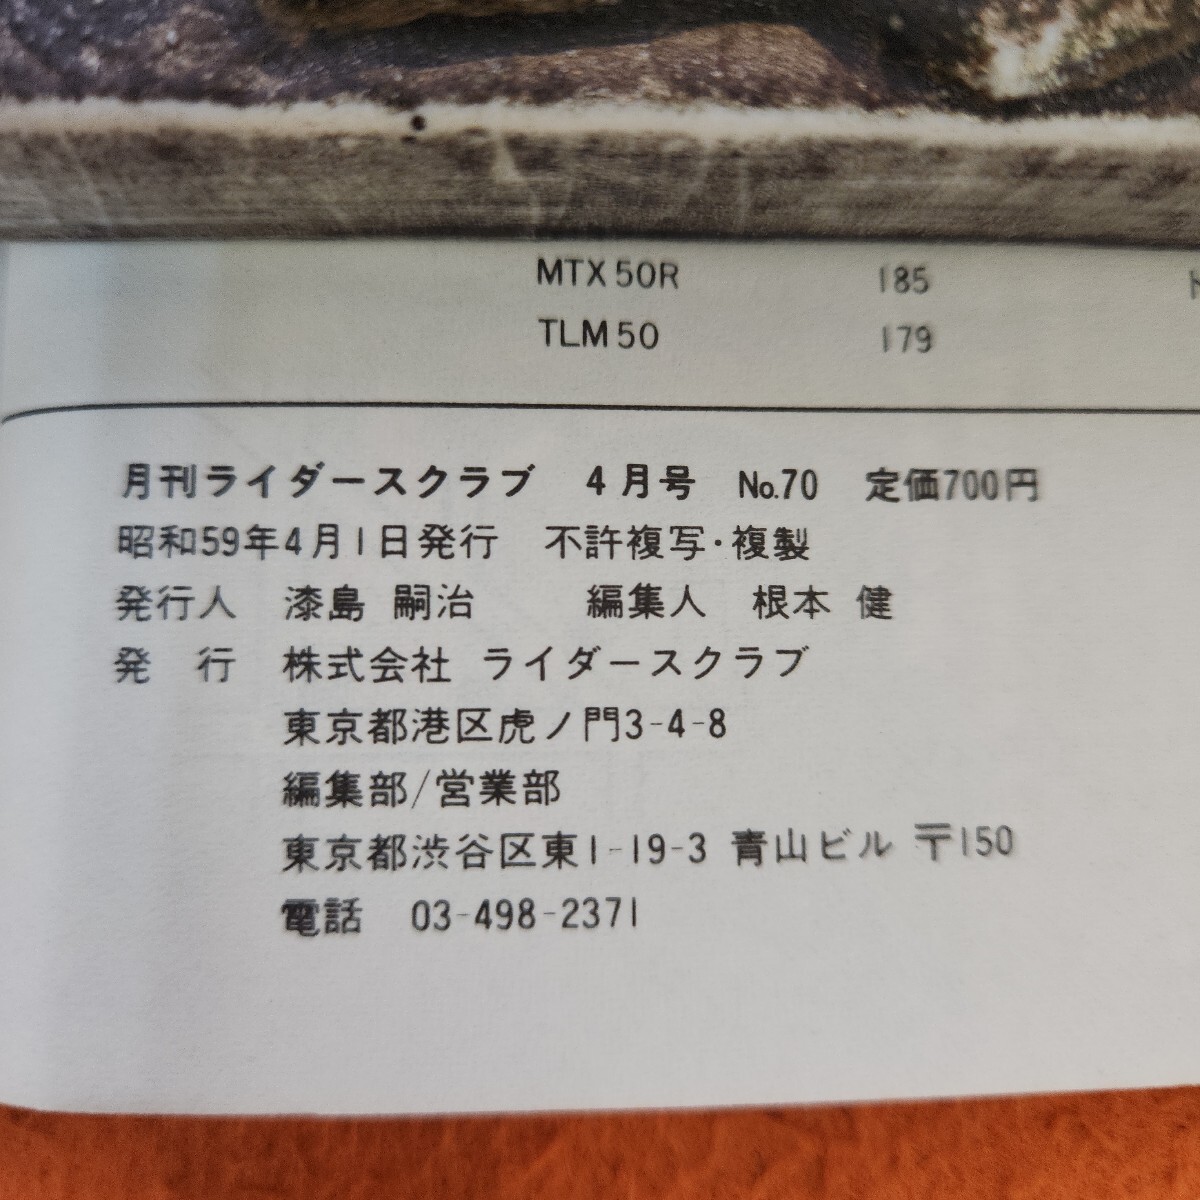 MTX 50R 185 ト
TLM 50 179
月刊ライダースクラブ 4月号 No.70 定価700円
昭和59年4月1日発行 不許複写・複製
発行人 漆島 嗣治 編集人 根本 健
発 行 株式会社 ライダースクラブ
東京都港区虎ノ門3-4-8
編集部/営業部
東京都渋谷区東1-19-3 青山ビル 〒150
電話 03-498-2371